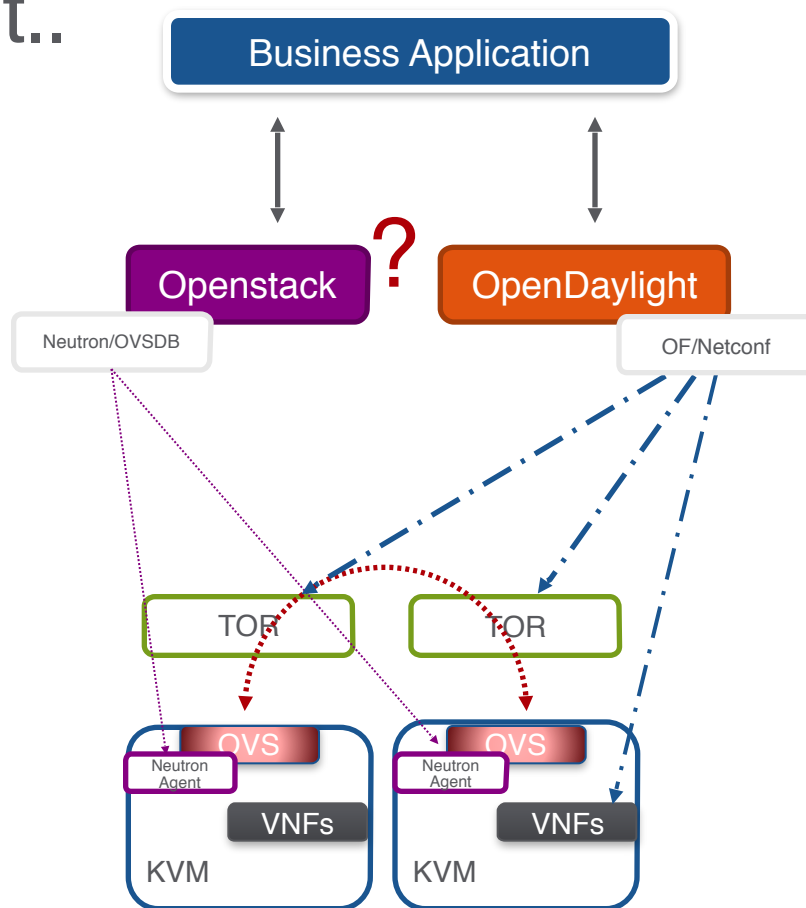 t..
Business Application
?
Openstack
OpenDaylight
Neutron/OVSDB
OF/Netconf
TOR
TOR
OVS
OVS
Neutron
Agent
Neutron
Agent
VNFs
VNFs
KVM
KVM